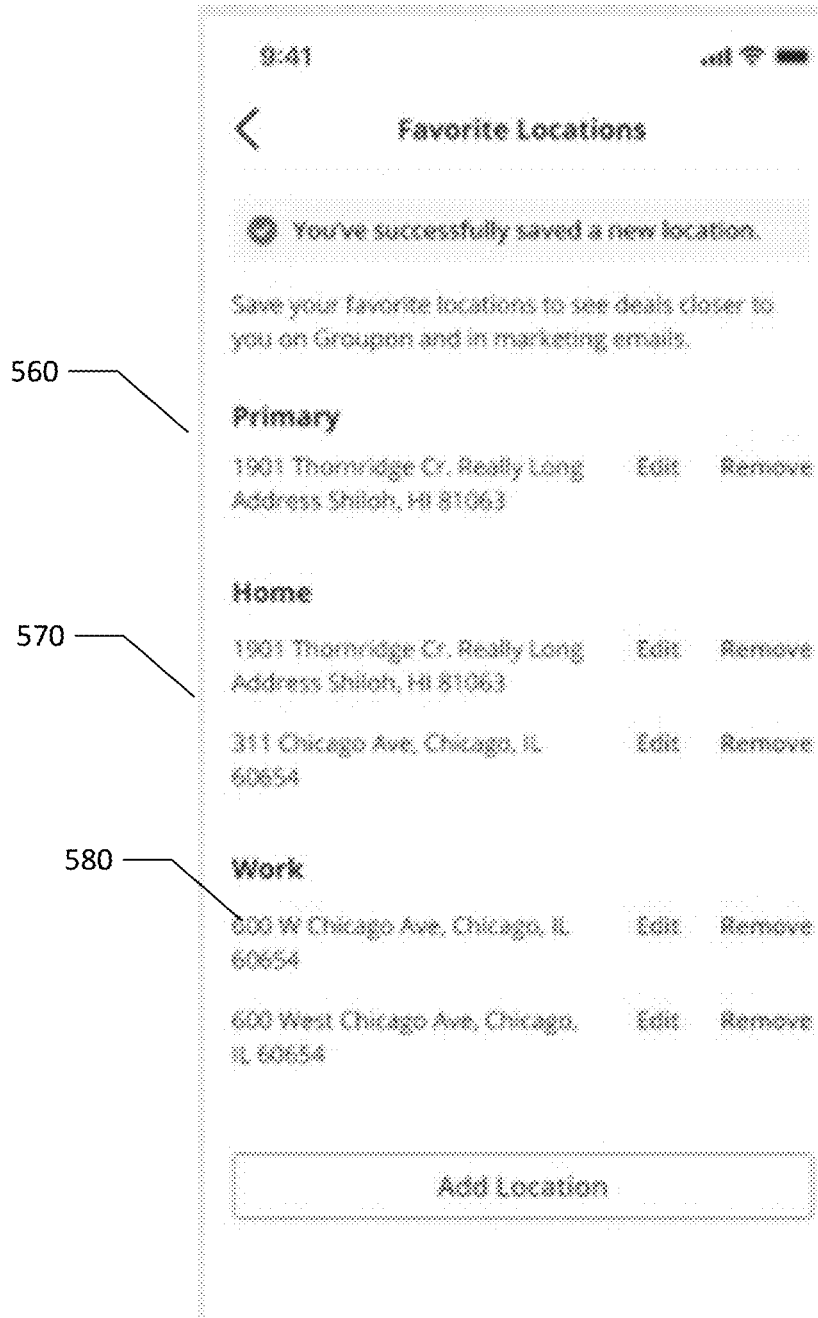 9:41
Favorite Locations
You've successfully saved a new location.
Save your favorite locations to see deals closer to
you on Groupon and in marketing emails.
560
Primary
1901 Thornridge Cr. Really Long Edit Remove
Address Shiloh, HI 81063
Home
570
1901 Thornridge Cr. Really Long Edit Remove
Address Shiloh, HI 81063
311 Chicago Ave, Chicago, IL Edit Remove
60654
580
Work
600 W Chicago Ave, Chicago, IL Edit Remove
60654
600 West Chicago Ave, Chicago, Edit Remove
IL 60654
Add Location